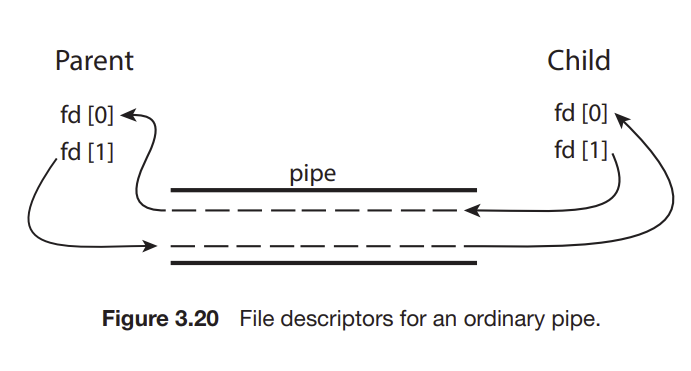 Parent
Child
fd [0]
fd [0]
fd [1]
fd [1]
pipe
Figure 3.20 File descriptors for an ordinary pipe.